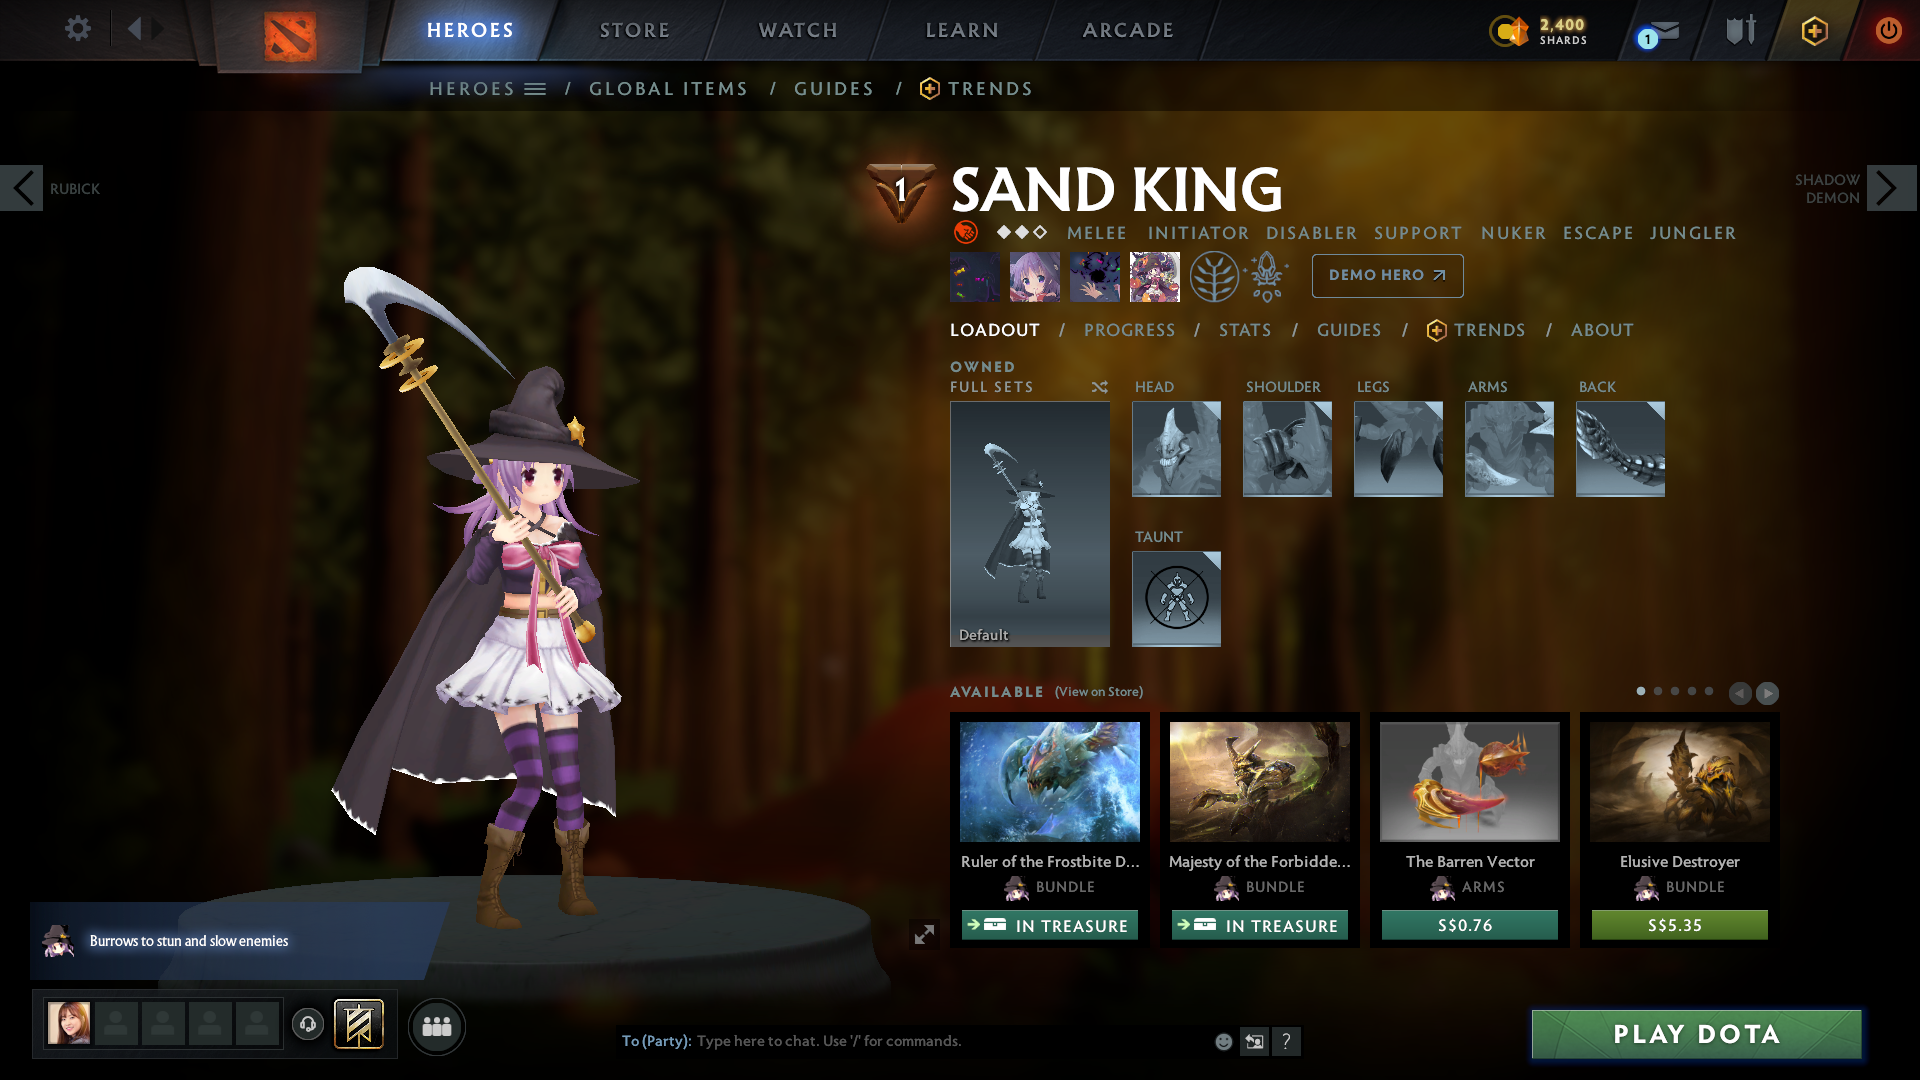 HEROES
STORE
WATCH
LEARN
ARCADE
2,400
SHARDS
1
HEROES / GLOBAL ITEMS / GUIDES / TRENDS
RUBICK
SHADOW
DEMON
1
SAND KING
MELEE INITIATOR DISABLER SUPPORT NUKER ESCAPE JUNGLER
DEMO HERO
LOADOUT / PROGRESS / STATS / GUIDES / TRENDS / ABOUT
OWNED
FULL SETS
HEAD
SHOULDER
LEGS
ARMS
BACK
Default
TAUNT
AVAILABLE (View on Store)
Ruler of the Frostbite D...
BUNDLE
IN TREASURE
Majesty of the Forbidde...
BUNDLE
IN TREASURE
The Barren Vector
ARMS
S$0.76
Elusive Destroyer
BUNDLE
S$5.35
Burrows to stun and slow enemies
To (Party): Type here to chat. Use '/' for commands.
?
PLAY DOTA